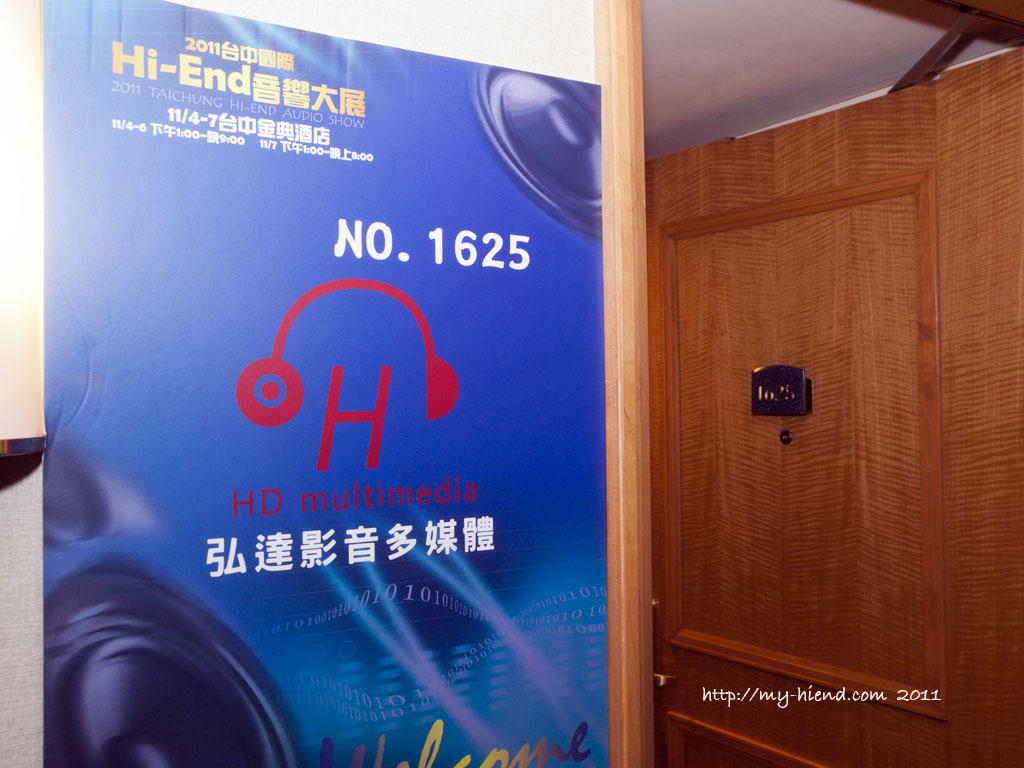 2011台中國際
Hi-End音響大展
2011 TAICHUNG HI-END AUDIO SHOW
11/4-7台中金典酒店
11/4-6 下午1:00~晚9:00 11/7 下午1:00~晚上8:00
NO. 1625
H
HD multimedia
弘達影音多媒體
Welcome
1625
http://my-hiend.com 2011